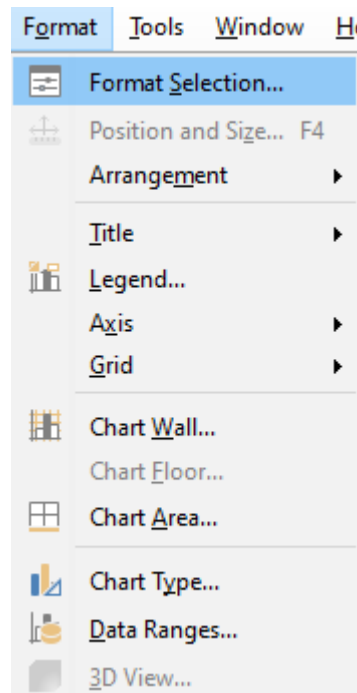 Format Tools Window
Format Selection...
Position and Size... F4
Arrangement
Title
Legend...
Axis
Grid
Chart Wall...
Chart Floor...
Chart Area...
Chart Type...
Data Ranges...
3D View...